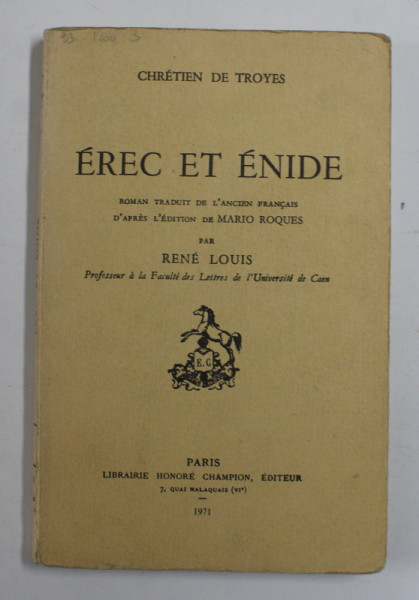 CHRÉTIEN DE TROYES
ÉREC ET ÉNIDE
ROMAN TRADUIT DE L'ANCIEN FRANÇAIS
D'APRÈS L'ÉDITION DE MARIO ROQUES
PAR
RENÉ LOUIS
Professeur à la Faculté des Lettres de l'Université de Caen
E.C
PARIS
LIBRAIRIE HONORÉ CHAMPION, ÉDITEUR
7, QUAI MALAQUAIS (VIe)
1971